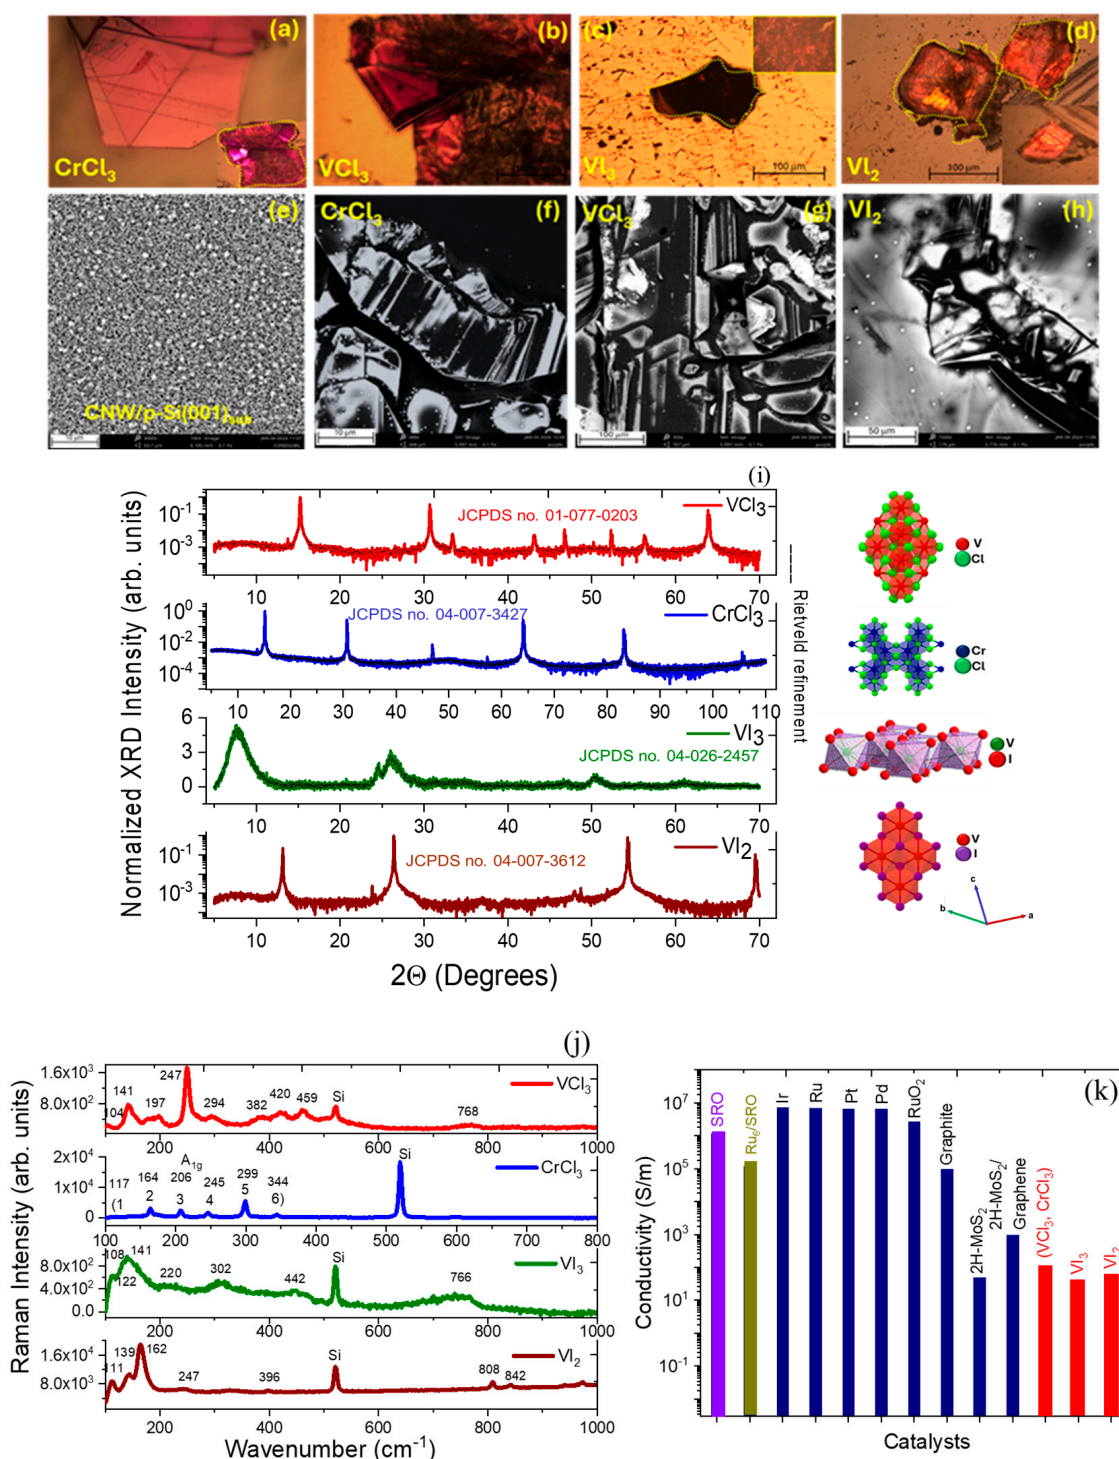 (a)
CrCl3
(b)
VCl3
(c)
VI3
100 μm
(d)
VI2
100 μm
(e)
CNW/p-Si(001)sub
10 μm
CrCl3
(f)
10 μm
VCl3
(g)
100 μm
VI2
(h)
50 μm
(i)
Normalized XRD Intensity (arb. units)
10-1
10-3
JCPDS no. 01-077-0203
VCl3
10 20 30 40 50 60 70
100
10-2
10-4
JCPDS no. 04-007-3427
CrCl3
10 20 30 40 50 60 70 80 90 100 110
6
3
0
VI3
JCPDS no. 04-026-2457
10 20 30 40 50 60 70
10-1
10-3
JCPDS no. 04-007-3612
VI2
10 20 30 40 50 60 70
2Θ (Degrees)
---- Rietveld refinement
V
Cl
Cr
Cl
V
I
V
I
c
b
a
(j)
Raman Intensity (arb. units)
1.6x103
8.0x102
104
141
197
247
294
382
420
459
Si
768
VCl3
200 400 600 800 1000
2x104
1x104
0
117 164 206 245 299 344
A1g
(1 2 3 4 5 6)
Si
CrCl3
100 200 300 400 500 600 700 800 900 1000
8.0x102
4.0x102
0.0
108
122
141
220
302
442
Si
766
VI3
200 400 600 800 1000
1.6x104
8.0x103
111
139
162
247
396
Si
808
842
VI2
200 400 600 800 1000
Wavenumber (cm-1)
(k)
Conductivity (S/m)
107
105
103
101
10-1
SRO
Ru6/SRO
Ir
Ru
Pt
Pd
RuO2
Graphite
2H-MoS2
2H-MoS2/
Graphene
(VCl3, CrCl3)
VI3
VI2
Catalysts